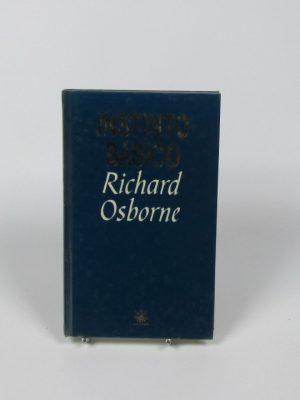 INSTINTO
BÁSICO
Richard
Osborne